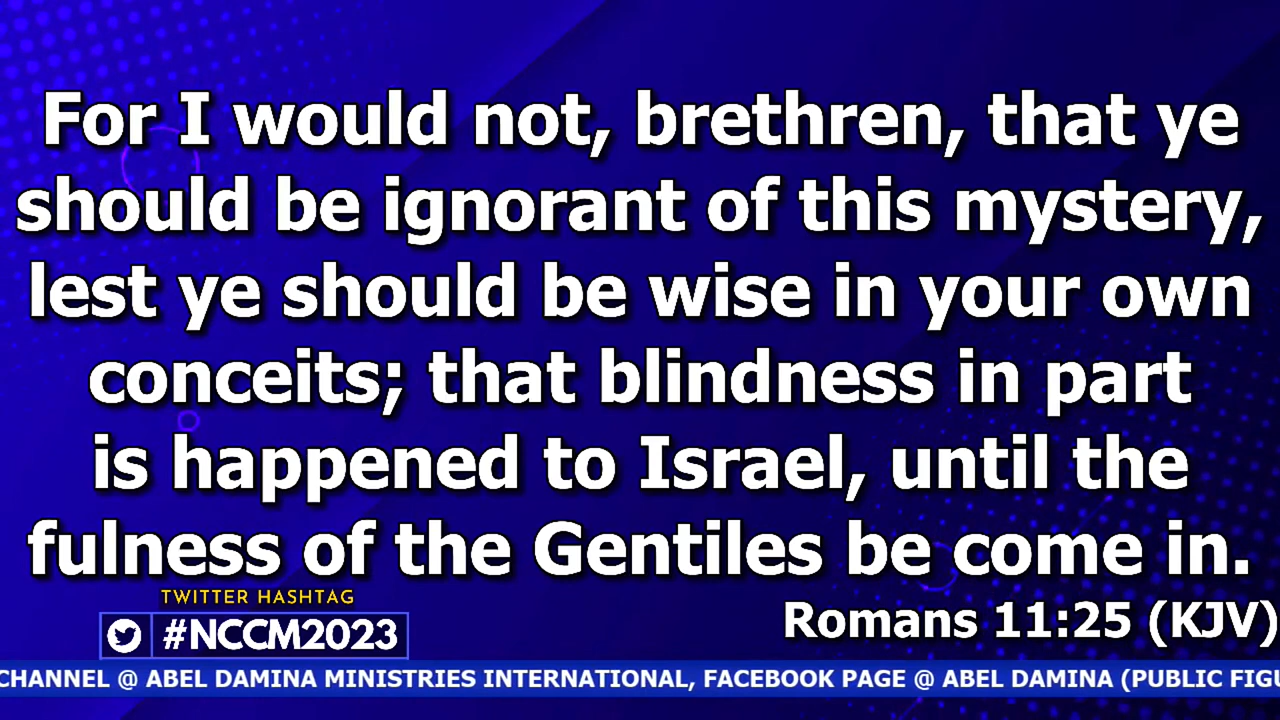 For I would not, brethren, that ye
should be ignorant of this mystery,
lest ye should be wise in your own
conceits; that blindness in part
is happened to Israel, until the
fulness of the Gentiles be come in.
Romans 11:25 (KJV)
TWITTER HASHTAG
#NCCM2023
CHANNEL @ ABEL DAMINA MINISTRIES INTERNATIONAL, FACEBOOK PAGE @ ABEL DAMINA (PUBLIC FIGU